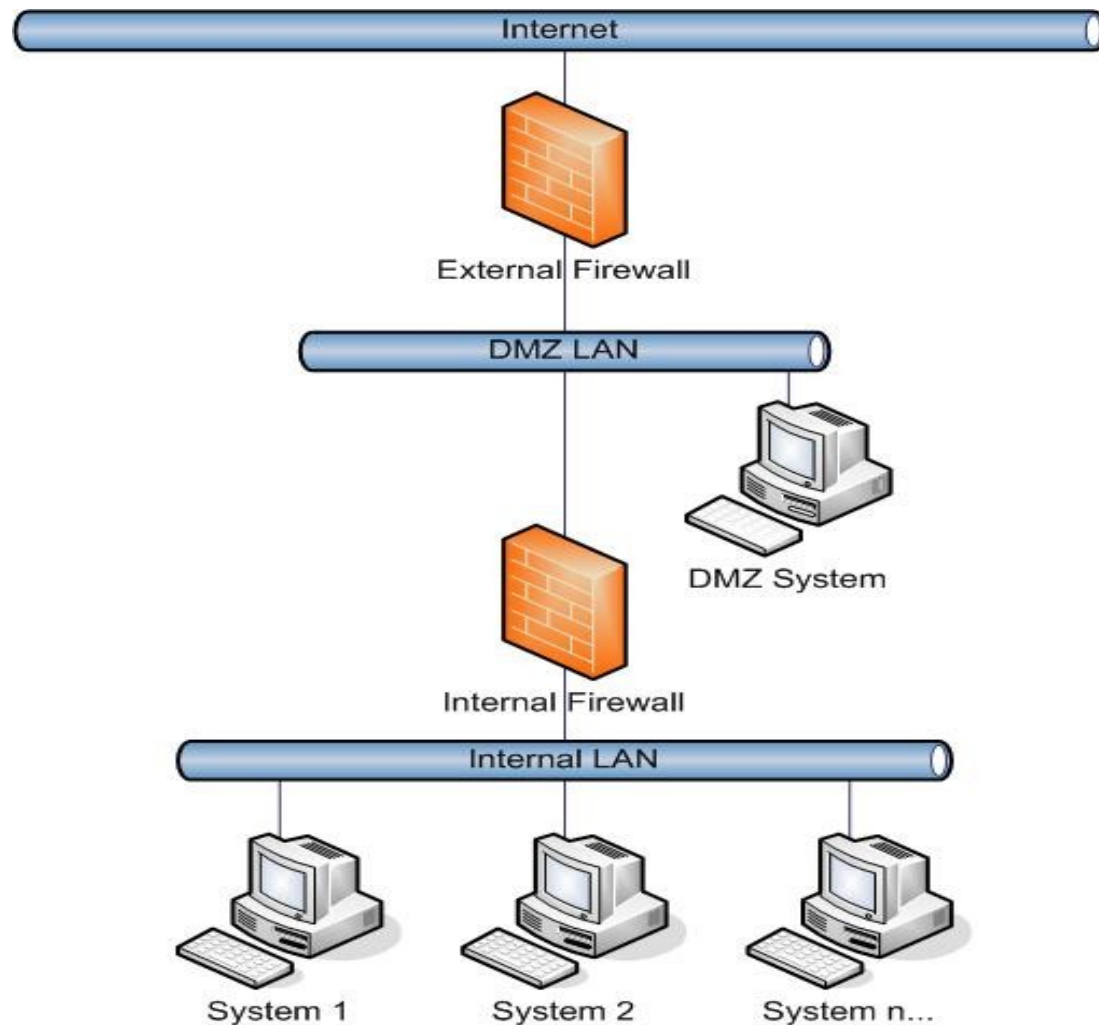 Internet
External Firewall
DMZ LAN
DMZ System
Internal Firewall
Internal LAN
System 1
System 2
System n...